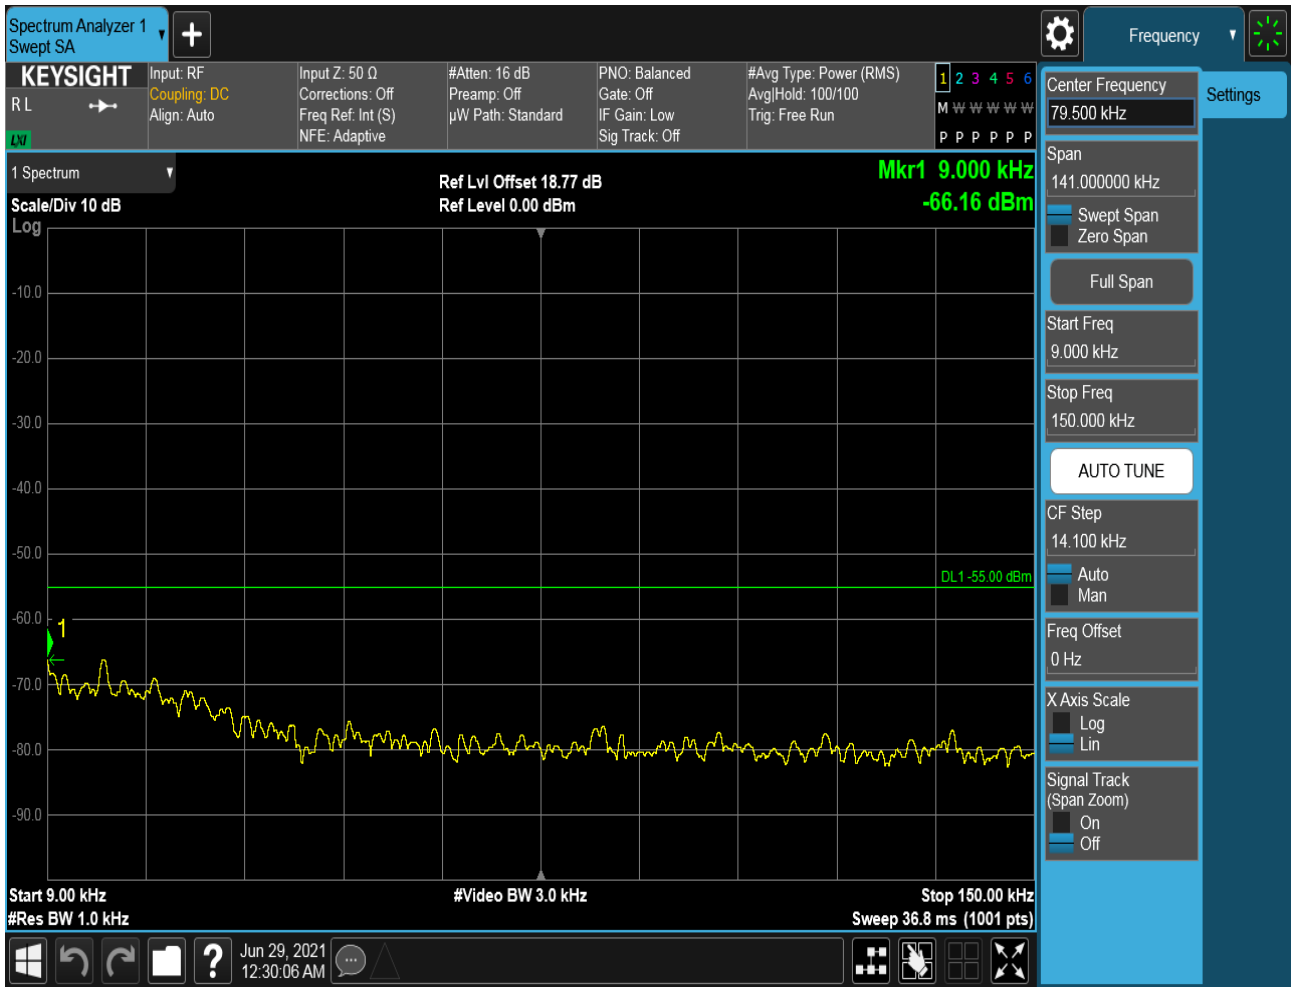 Spectrum Analyzer 1
Swept SA
Frequency
KEYSIGHT
R L
LXI
Input: RF
Coupling: DC
Align: Auto
Input Z: 50 Ω
Corrections: Off
Freq Ref: Int (S)
NFE: Adaptive
#Atten: 16 dB
Preamp: Off
µW Path: Standard
PNO: Balanced
Gate: Off
IF Gain: Low
Sig Track: Off
#Avg Type: Power (RMS)
Avg|Hold: 100/100
Trig: Free Run
1 2 3 4 5 6
M W W W W W
P P P P P P
1 Spectrum
Scale/Div 10 dB
Log
Ref Lvl Offset 18.77 dB
Ref Level 0.00 dBm
Mkr1 9.000 kHz
-66.16 dBm
-10.0
-20.0
-30.0
-40.0
-50.0
DL1 -55.00 dBm
-60.0
1
-70.0
-80.0
-90.0
Start 9.00 kHz
#Video BW 3.0 kHz
Stop 150.00 kHz
#Res BW 1.0 kHz
Sweep 36.8 ms (1001 pts)
?
Jun 29, 2021
12:30:06 AM
Center Frequency
79.500 kHz
Settings
Span
141.000000 kHz
Swept Span
Zero Span
Full Span
Start Freq
9.000 kHz
Stop Freq
150.000 kHz
AUTO TUNE
CF Step
14.100 kHz
Auto
Man
Freq Offset
0 Hz
X Axis Scale
Log
Lin
Signal Track
(Span Zoom)
On
Off